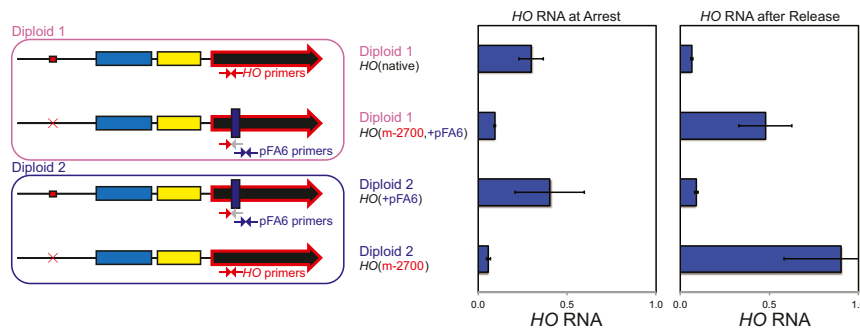 Diploid 1
HO primers
pFA6 primers
Diploid 2
pFA6 primers
HO primers
Diploid 1
HO(native)
Diploid 1
HO(m-2700,+pFA6)
Diploid 2
HO(+pFA6)
Diploid 2
HO(m-2700)
HO RNA at Arrest
0.0 0.5 1.0
HO RNA
HO RNA after Release
0.0 0.5 1.0
HO RNA